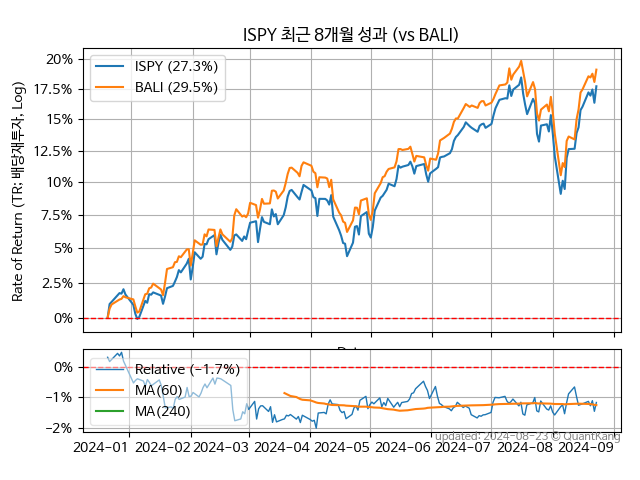 ISPY 최근 8개월 성과 (vs BALI)
Rate of Return (TR: 배당재투자, Log)
20%
17.5%
15%
12.5%
10%
7.5%
5%
2.5%
0%
ISPY (27.3%)
BALI (29.5%)
0%
-1%
-2%
Relative (-1.7%)
MA(60)
MA(240)
2024-01 2024-02 2024-03 2024-04 2024-05 2024-06 2024-07 2024-08 2024-09
updated: 2024-08-23 © QuantKang